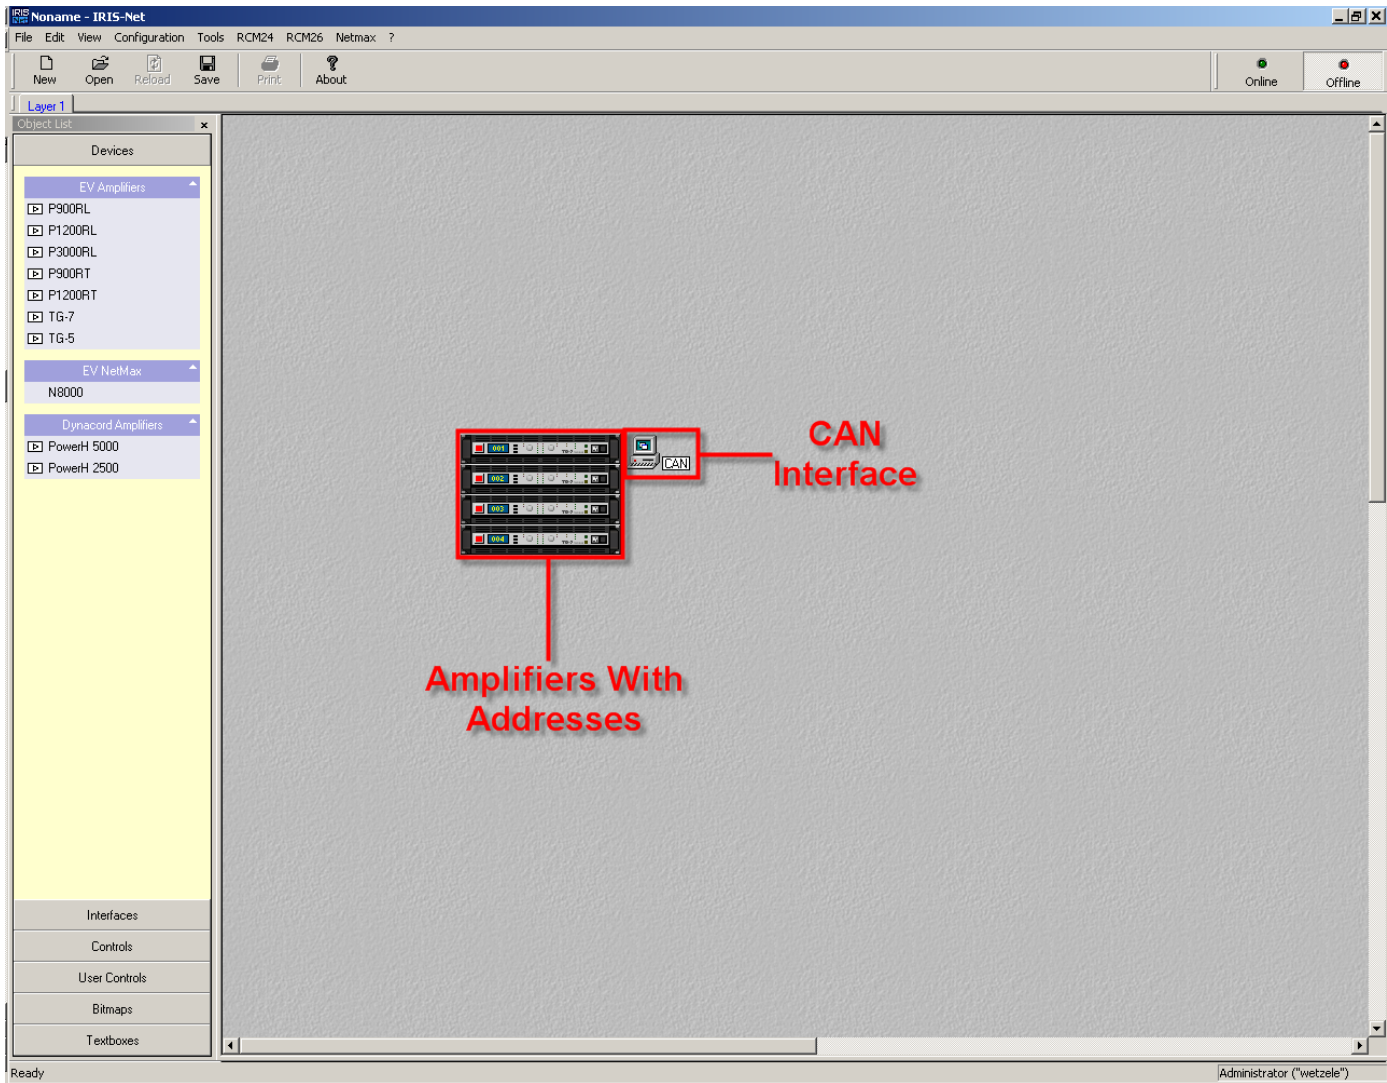 Noname - IRIS-Net
File Edit View Configuration Tools RCM24 RCM26 Netmax ?
New Open Reload Save Print About Online Offline
Layer 1
Object List
Devices
EV Amplifiers
P900RL
P1200RL
P3000RL
P900RT
P1200RT
TG-7
TG-5
EV NetMax
N8000
Dynacord Amplifiers
PowerH 5000
PowerH 2500
Interfaces
Controls
User Controls
Bitmaps
Textboxes
001
002
003
004
CAN
CAN
Interface
Amplifiers With
Addresses
Ready
Administrator ("wetzele")